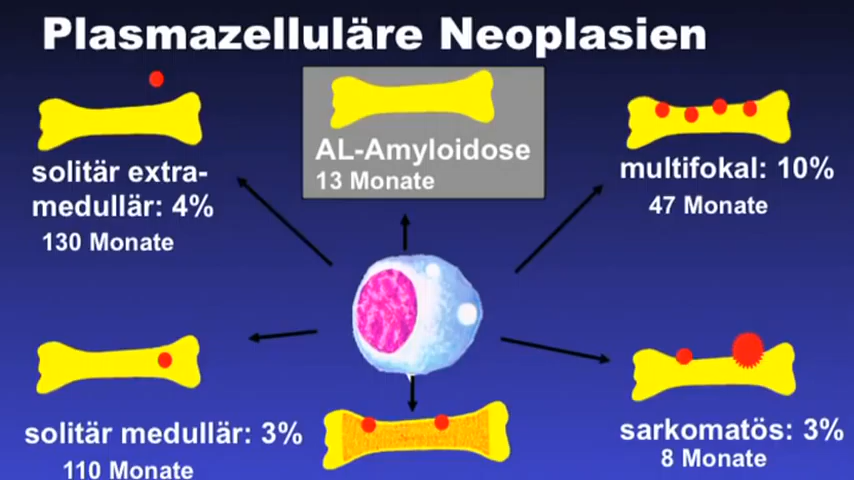 Plasmazelluläre Neoplasien
solitär extra-
medullär: 4%
130 Monate
AL-Amyloidose
13 Monate
multifokal: 10%
47 Monate
solitär medullär: 3%
110 Monate
sarkomatös: 3%
8 Monate